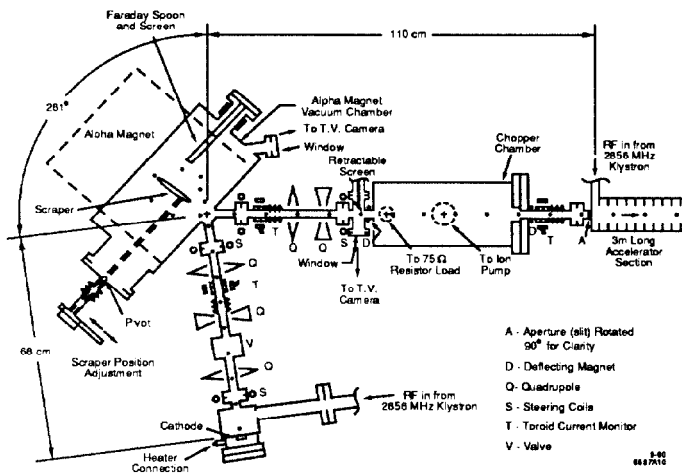 Faraday Spoon
and Screen
110 cm
281°
Alpha Magnet
Alpha Magnet
Vacuum Chamber
To T.V. Camera
Window
Retractable
Screen
Chopper
Chamber
RF in from
2856 MHz
Klystron
Scraper
T
Q
Q
S
D
Window
To T.V.
Camera
To 75Ω
Resistor Load
To Ion
Pump
D
T
A
3m Long
Accelerator
Section
S
Q
T
Q
V
Q
S
Pivot
Scraper Position
Adjustment
68 cm
RF in from
2856 MHz Klystron
Cathode
Heater
Connection
A - Aperture (slit) Rotated
90° for Clarity
D - Deflecting Magnet
Q - Quadrupole
S - Steering Coils
T - Toroid Current Monitor
V - Valve